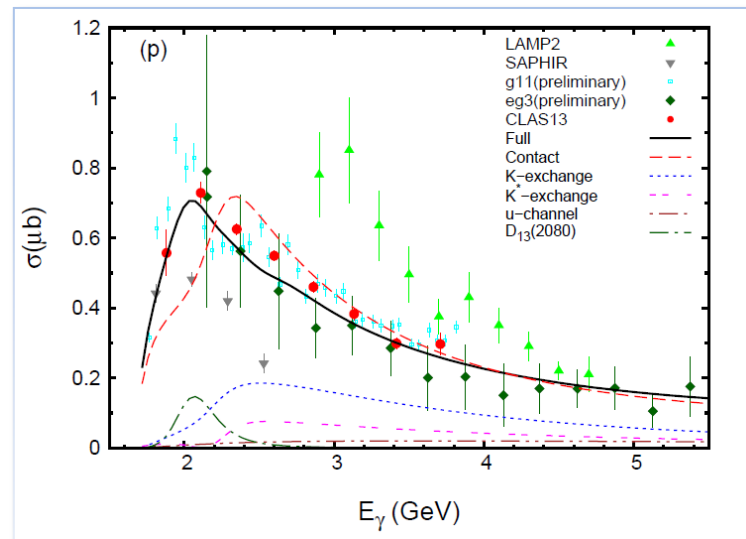 1.2
1
0.8
0.6
0.4
0.2
0
σ(μb)
(p)
LAMP2
SAPHIR
g11(preliminary)
eg3(preliminary)
CLAS13
Full
Contact
K-exchange
K*-exchange
u-channel
D13(2080)
2 3 4 5
Eγ (GeV)